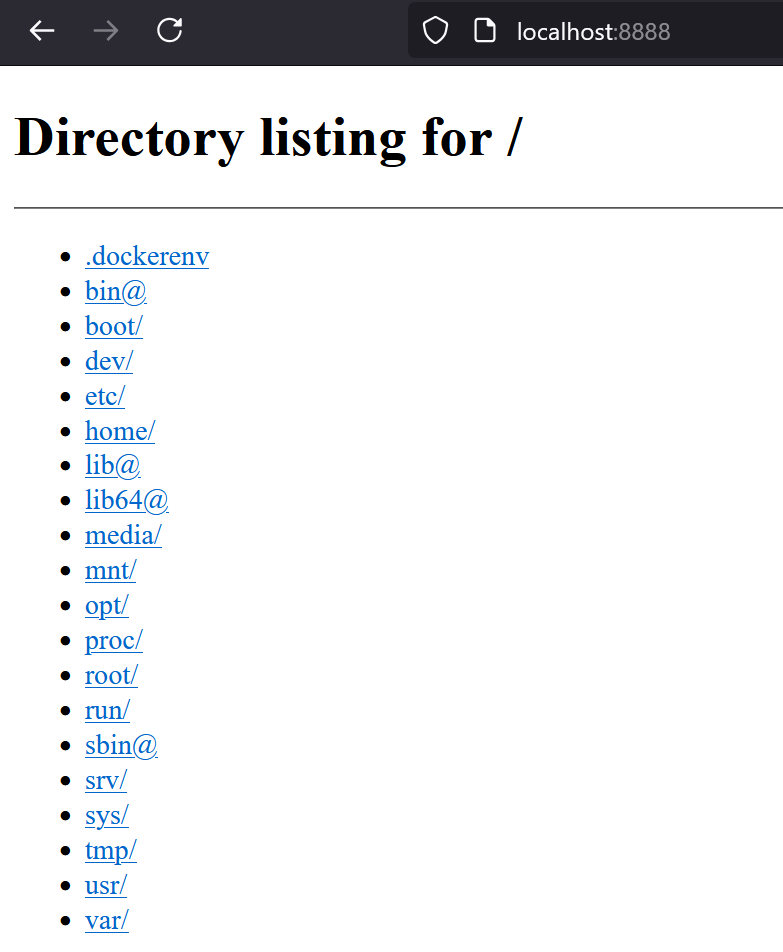 localhost:8888
Directory listing for /
.dockerenv
bin@
boot/
dev/
etc/
home/
lib@
lib64@
media/
mnt/
opt/
proc/
root/
run/
sbin@
srv/
sys/
tmp/
usr/
var/